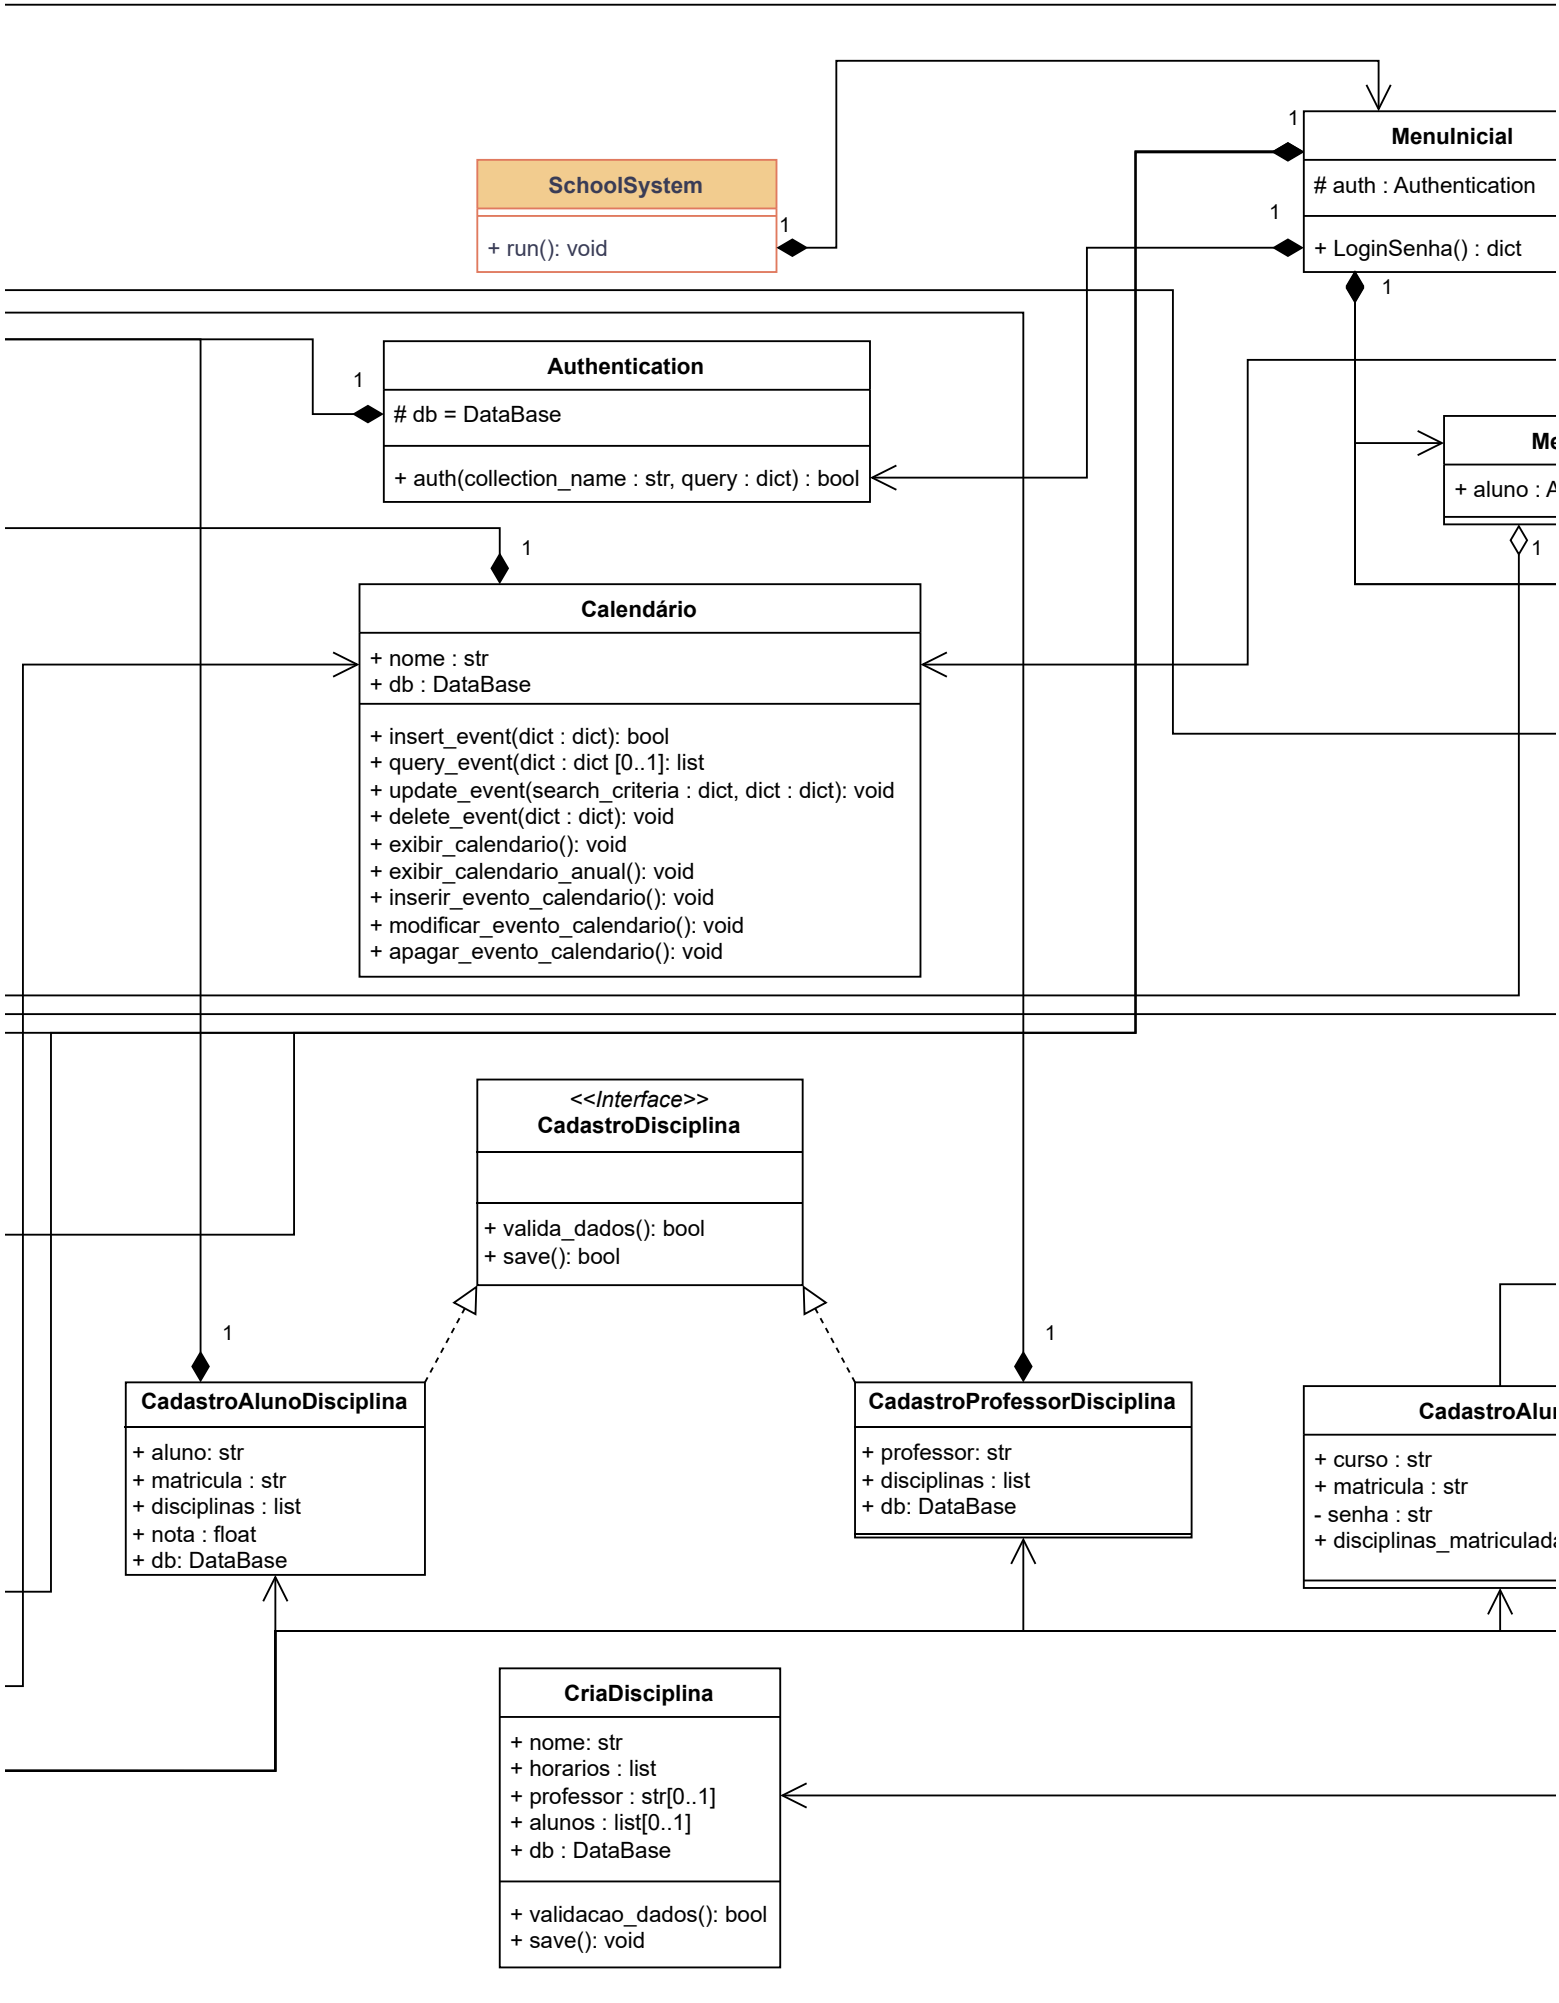 1
MenuInicial
# auth : Authentication
1
+ LoginSenha() : dict
1
SchoolSystem
1
+ run(): void
Authentication
1
# db = DataBase
+ auth(collection_name : str, query : dict) : bool
+ aluno :
1
1
Calendário
+ nome : str
+ db : DataBase
+ insert_event(dict : dict): bool
+ query_event(dict : dict [0..1]: list
+ update_event(search_criteria : dict, dict : dict): void
+ delete_event(dict : dict): void
+ exibir_calendario(): void
+ exibir_calendario_anual(): void
+ inserir_evento_calendario(): void
+ modificar_evento_calendario(): void
+ apagar_evento_calendario(): void
<<Interface>>
CadastroDisciplina
+ valida_dados(): bool
+ save(): bool
1
CadastroAlunoDisciplina
+ aluno: str
+ matricula : str
+ disciplinas : list
+ nota : float
+ db: DataBase
1
CadastroProfessorDisciplina
+ professor: str
+ disciplinas : list
+ db: DataBase
+ curso : str
+ matricula : str
- senha : str
CriaDisciplina
+ nome: str
+ horarios : list
+ professor : str[0..1]
+ alunos : list[0..1]
+ db : DataBase
+ validacao_dados(): bool
+ save(): void